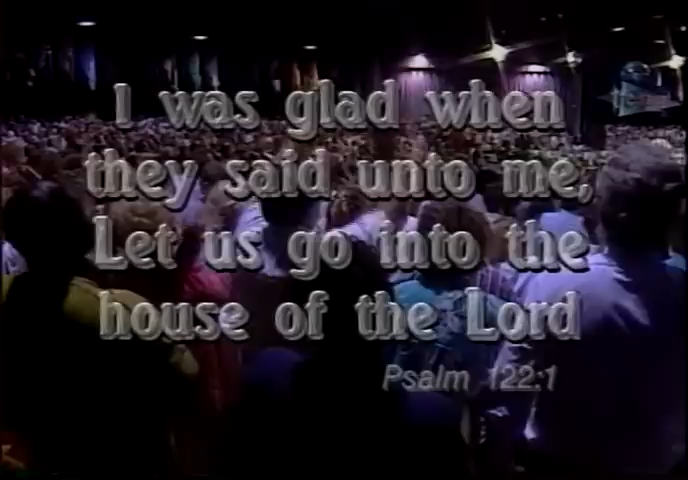 I was glad when
they said unto me,
Let us go into the
house of the Lord
Psalm 122:1